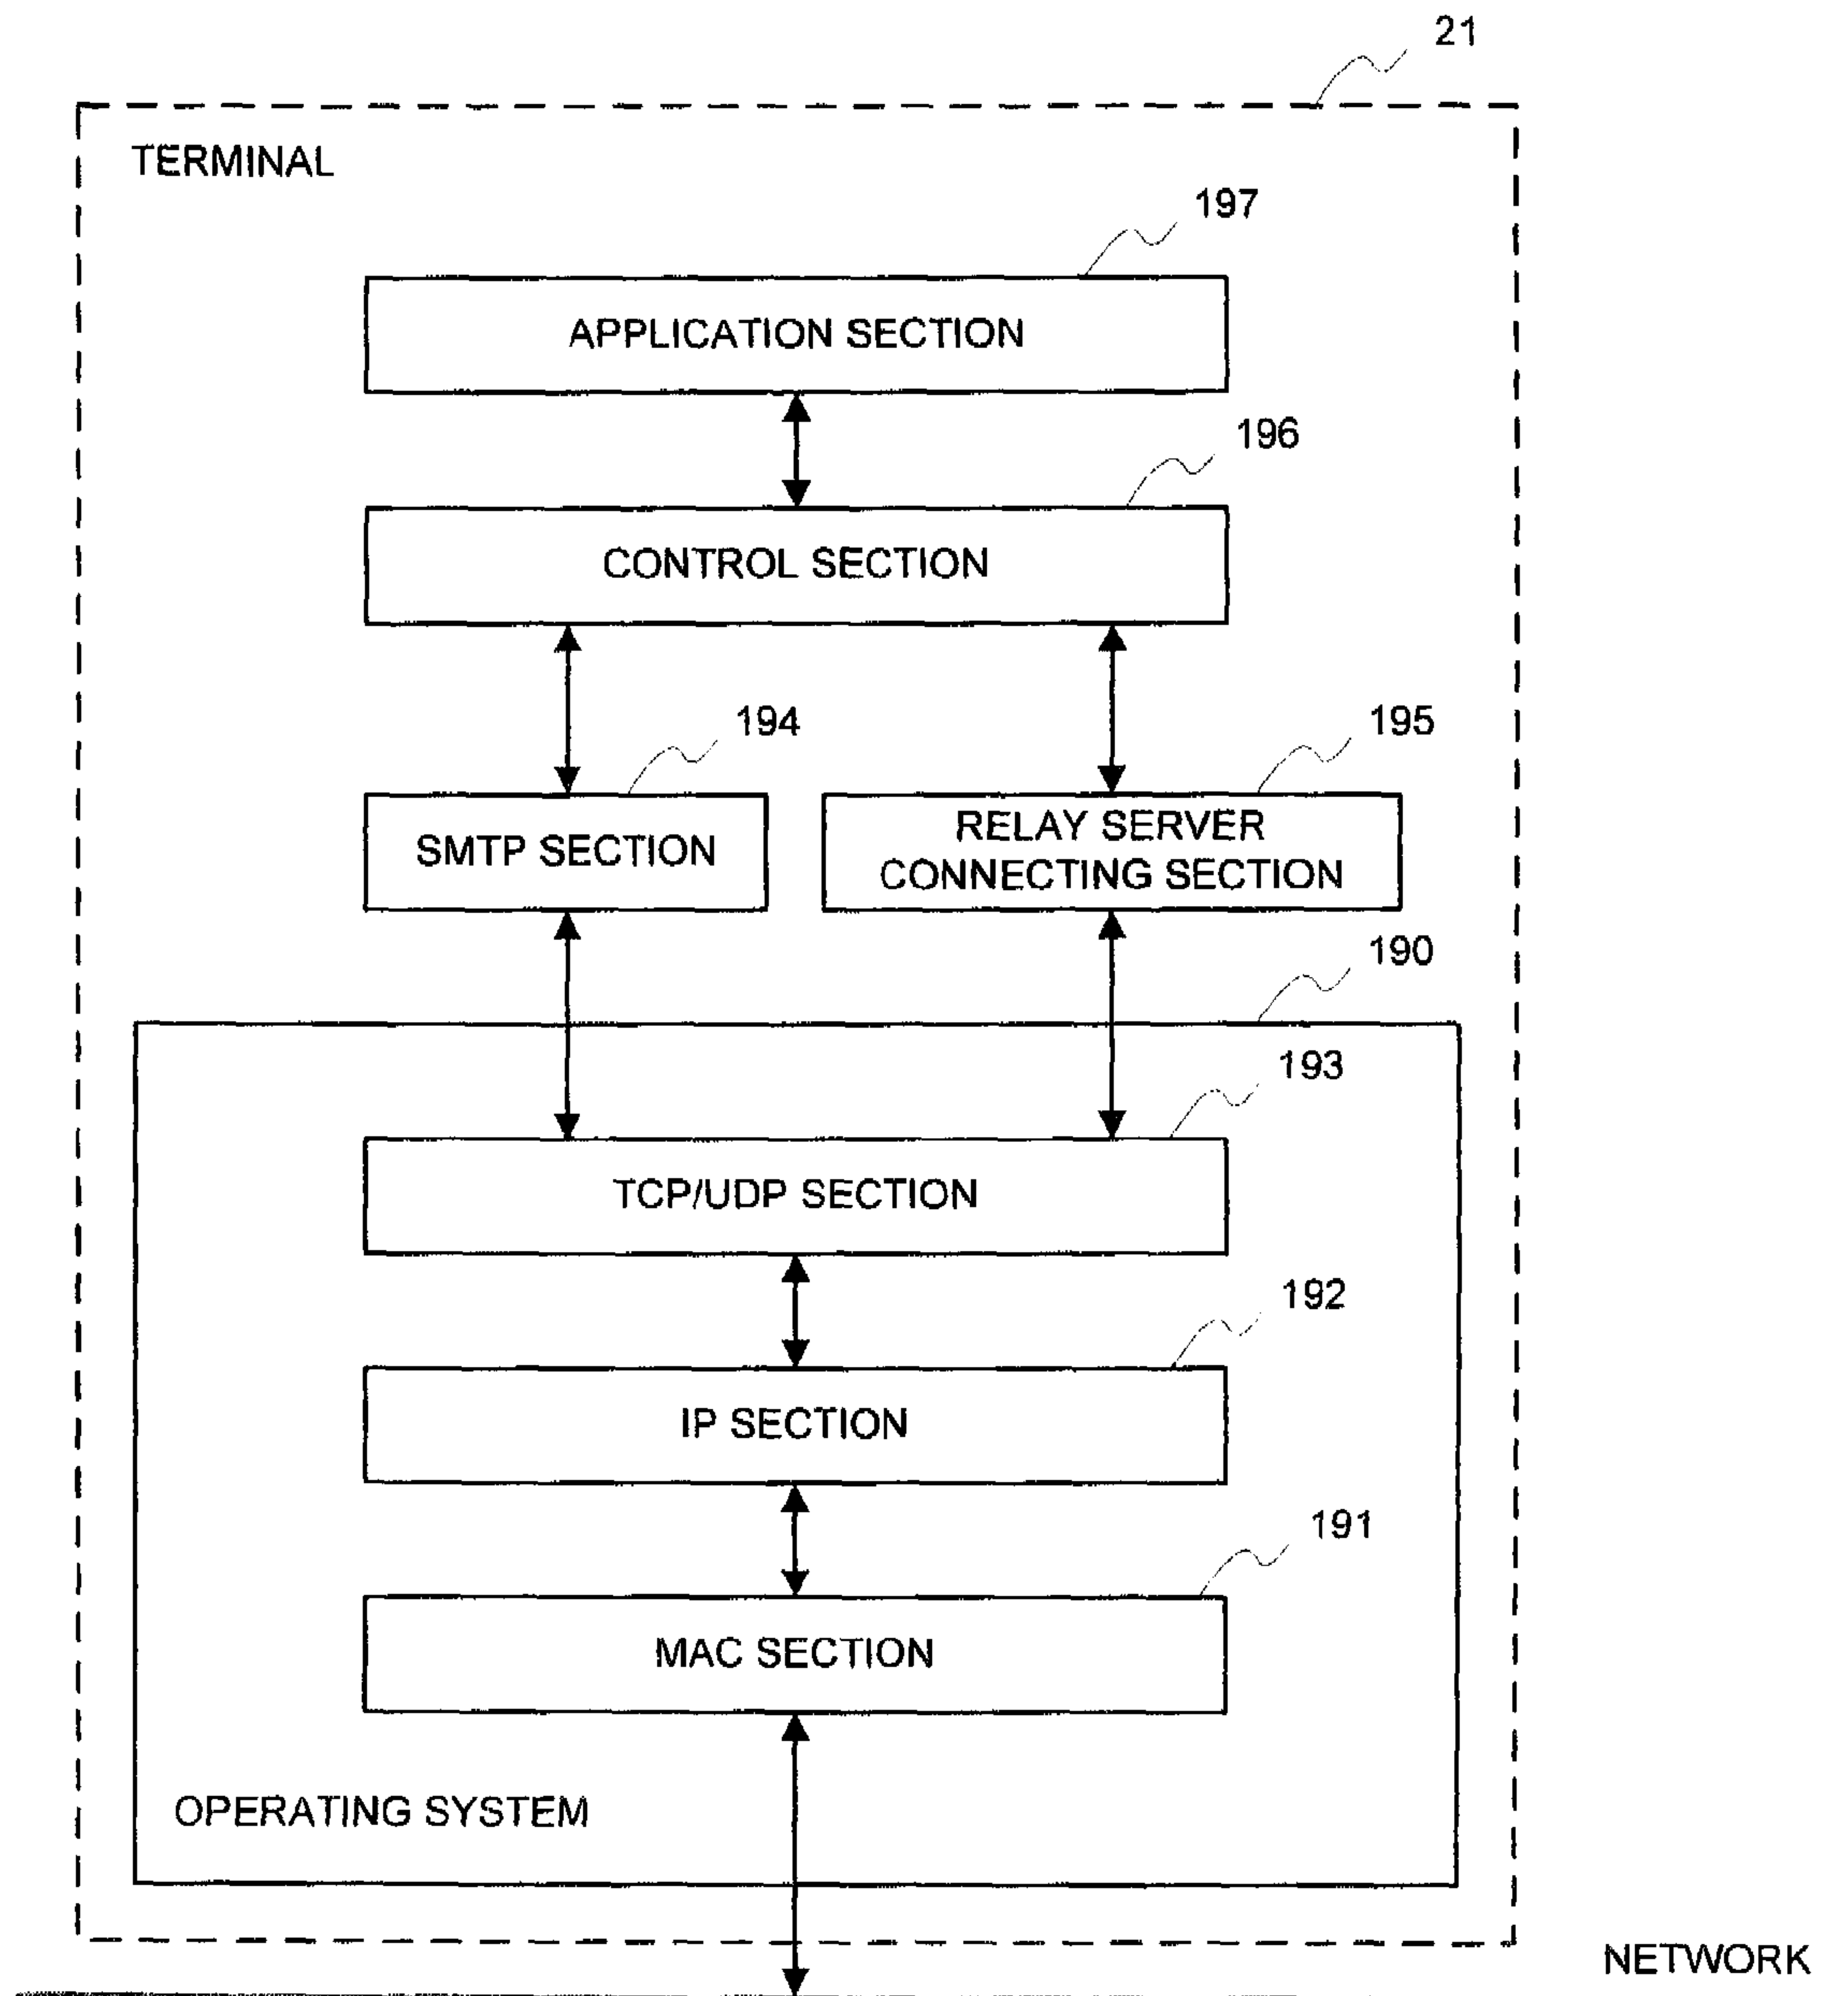 21
TERMINAL
197
APPLICATION SECTION
196
CONTROL SECTION
194
195
SMTP SECTION
RELAY SERVER
CONNECTING SECTION
190
193
TCP/UDP SECTION
192
IP SECTION
191
MAC SECTION
OPERATING SYSTEM
NETWORK